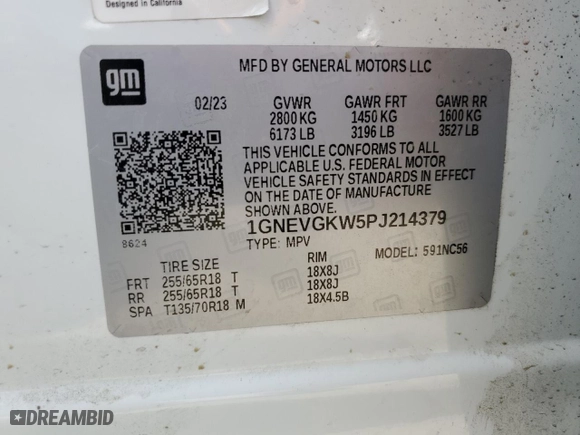 Designed in California
gm
MFD BY GENERAL MOTORS LLC
02/23 GVWR GAWR FRT GAWR RR
2800 KG 1450 KG 1600 KG
6173 LB 3196 LB 3527 LB
THIS VEHICLE CONFORMS TO ALL
APPLICABLE U.S. FEDERAL MOTOR
VEHICLE SAFETY STANDARDS IN EFFECT
ON THE DATE OF MANUFACTURE
SHOWN ABOVE.
8624
1GNEVGKW5PJ214379
TYPE: MPV MODEL: 591NC56
TIRE SIZE RIM
FRT 255/65R18 T 18X8J
RR 255/65R18 T 18X8J
SPA T135/70R18 M 18X4.5B
DREAMBID